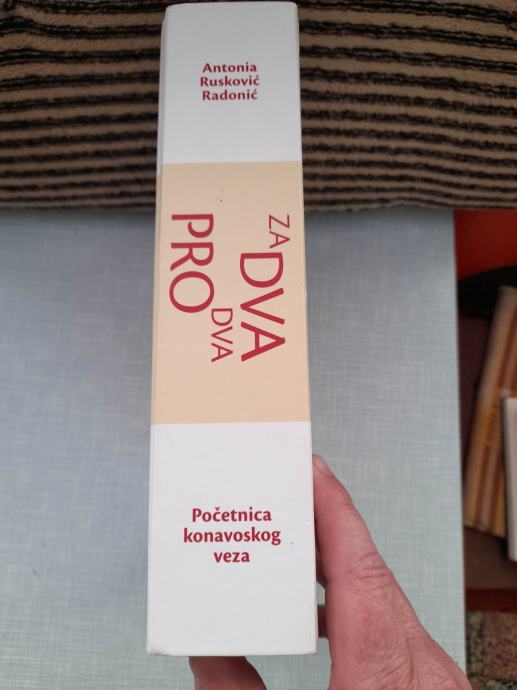 Antonia
Rusković
Radonić
ZA DVA
PRO DVA
Početnica
konavoskog
veza